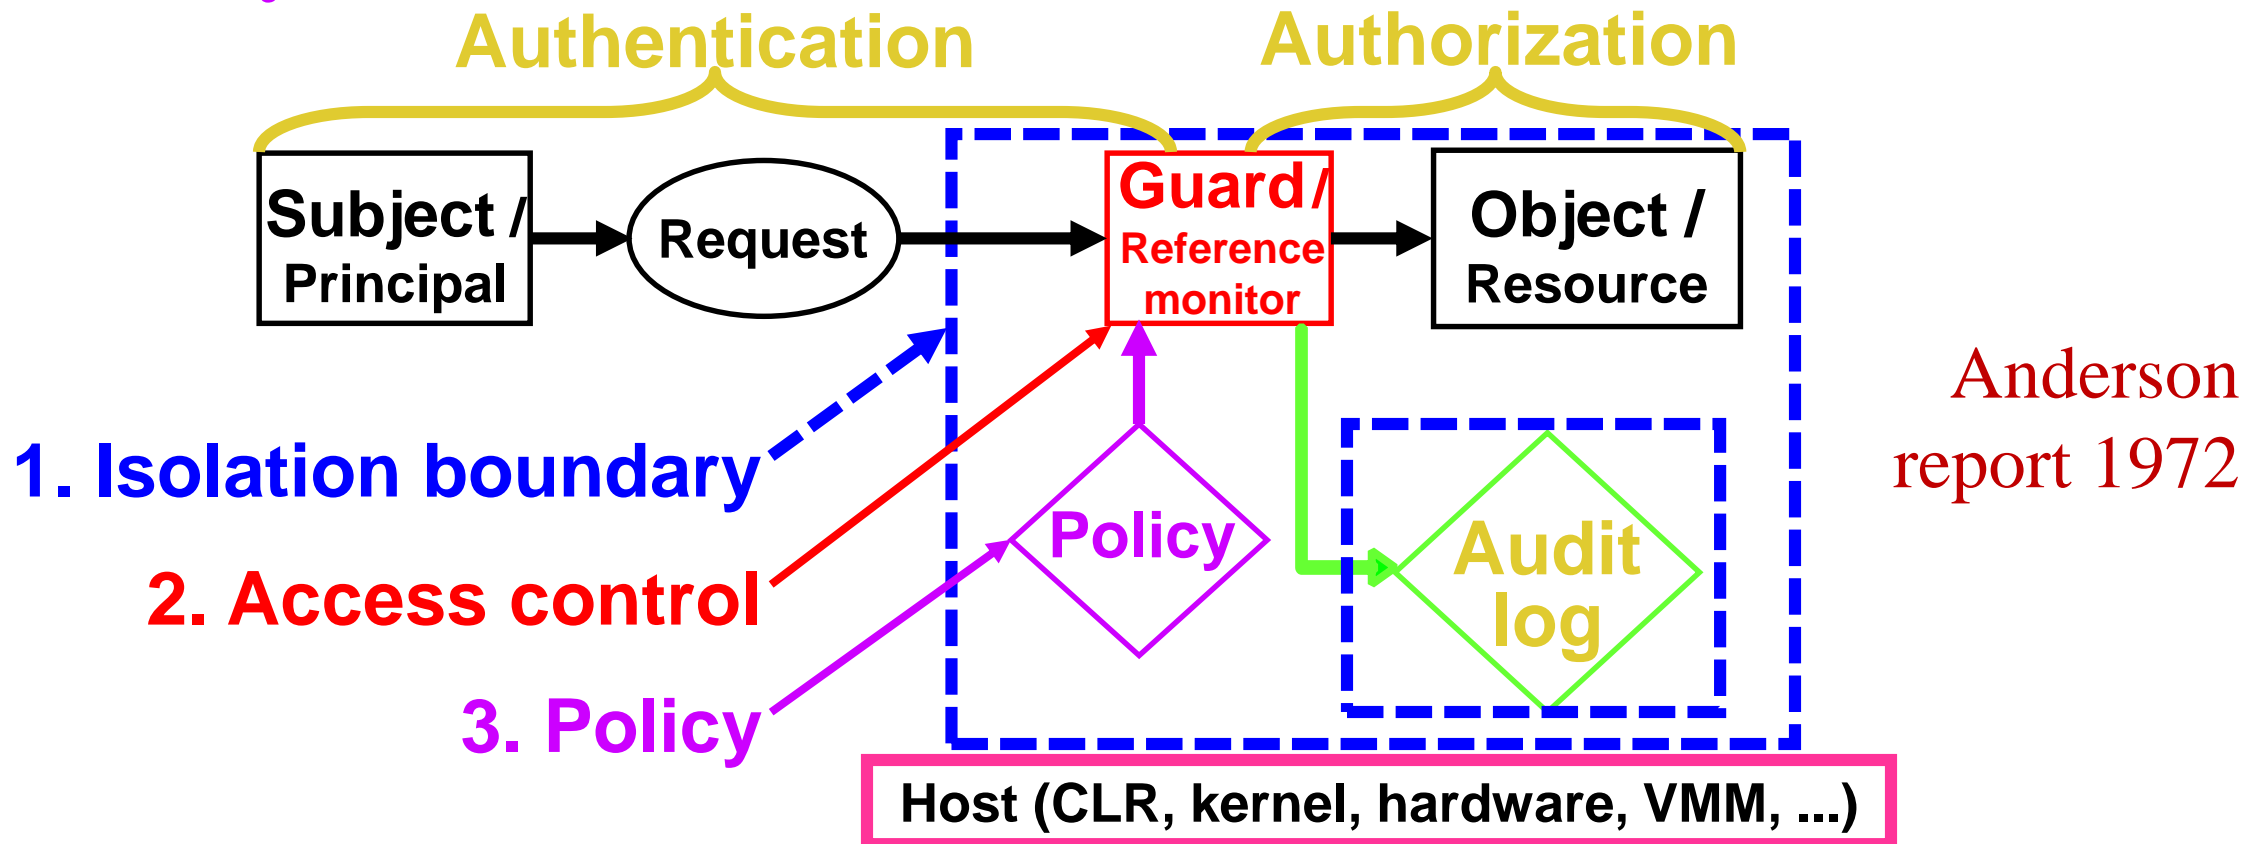 Authentication
Authorization
Subject /
Principal
Request
Guard /
Reference
monitor
Object /
Resource
Anderson
report 1972
1. Isolation boundary
2. Access control
3. Policy
Policy
Audit
log
Host (CLR, kernel, hardware, VMM, ...)